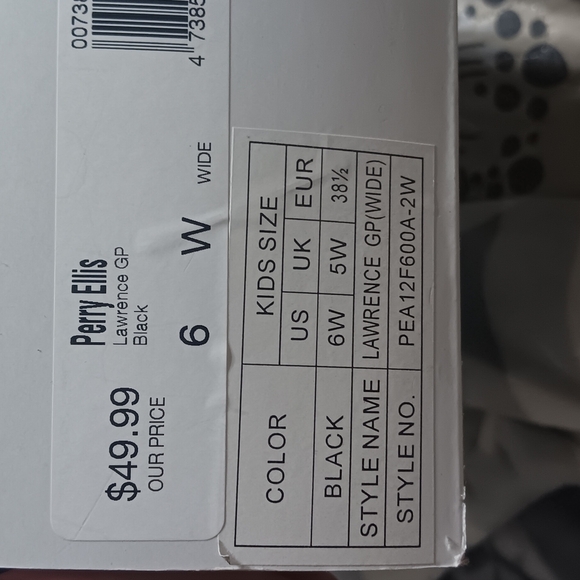 0073
4 7385
Perry Ellis
Lawrence GP
Black
$49.99
OUR PRICE
6 W WIDE
COLOR KIDS SIZE
US UK EUR
BLACK 6W 5W 38½
STYLE NAME LAWRENCE GP(WIDE)
STYLE NO. PEA12F600A-2W